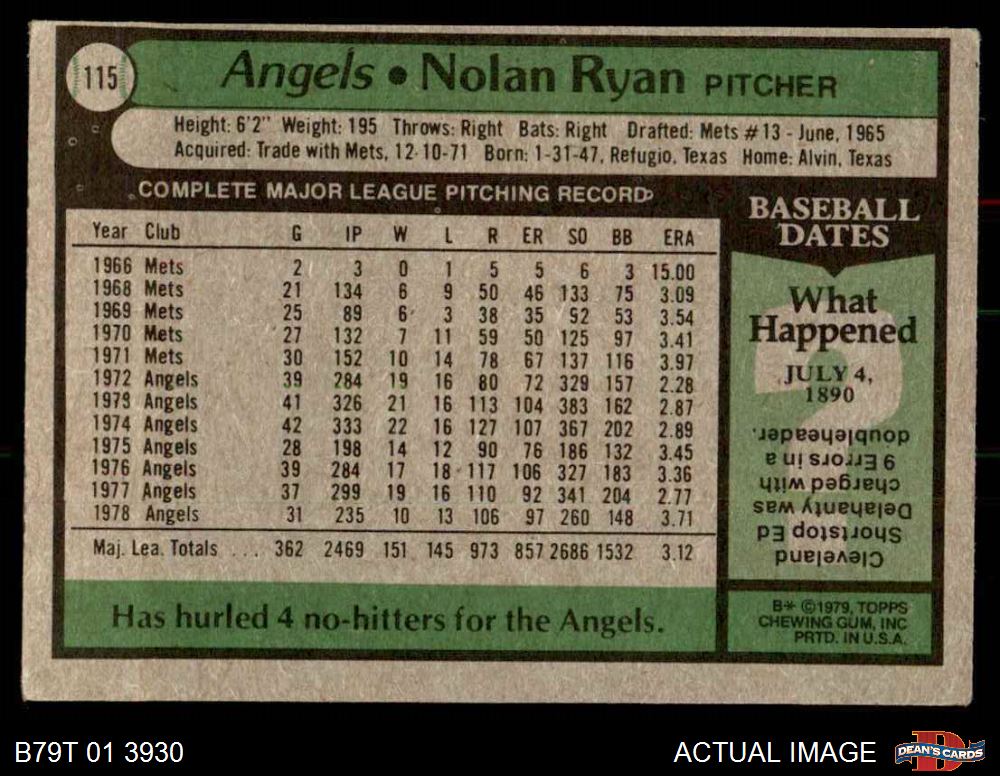 115
Angels • Nolan Ryan PITCHER
Height: 6'2" Weight: 195 Throws: Right Bats: Right Drafted: Mets #13 - June, 1965
Acquired: Trade with Mets, 12-10-71 Born: 1-31-47, Refugio, Texas Home: Alvin, Texas
COMPLETE MAJOR LEAGUE PITCHING RECORD
Year Club G IP W L R ER SO BB ERA
1966 Mets 2 3 0 1 5 5 6 3 15.00
1968 Mets 21 134 6 9 50 46 133 75 3.09
1969 Mets 25 89 6 3 38 35 92 53 3.54
1970 Mets 27 132 7 11 59 50 125 97 3.41
1971 Mets 30 152 10 14 78 67 137 116 3.97
1972 Angels 39 284 19 16 80 72 329 157 2.28
1973 Angels 41 326 21 16 113 104 383 162 2.87
1974 Angels 42 333 22 16 127 107 367 202 2.89
1975 Angels 28 198 14 12 90 76 186 132 3.45
1976 Angels 39 284 17 18 117 106 327 183 3.36
1977 Angels 37 299 19 16 110 92 341 204 2.77
1978 Angels 31 235 10 13 106 97 260 148 3.71
Maj. Lea. Totals ... 362 2469 151 145 973 857 2686 1532 3.12
Has hurled 4 no-hitters for the Angels.
BASEBALL
DATES
What
Happened
JULY 4,
1890
Cleveland
Shortstop Ed
Delahanty was
charged with
9 Errors in a
doubleheader.
B* ©1979, TOPPS
CHEWING GUM, INC
PRTD. IN U.S.A.
B79T 01 3930
ACTUAL IMAGE
D
DEAN'S CARDS